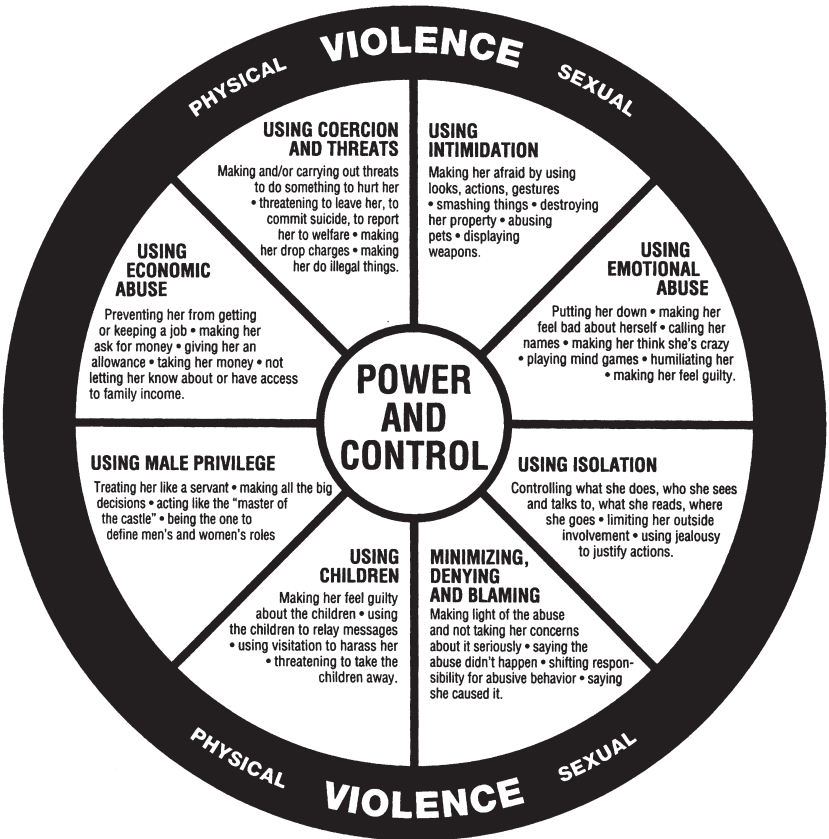 PHYSICAL VIOLENCE SEXUAL
USING COERCION
AND THREATS
Making and/or carrying out threats
to do something to hurt her
• threatening to leave her, to
commit suicide, to report
her to welfare • making
her drop charges • making
her do illegal things.
USING
INTIMIDATION
Making her afraid by using
looks, actions, gestures
• smashing things • destroying
her property • abusing
pets • displaying
weapons.
USING
EMOTIONAL
ABUSE
Putting her down • making her
feel bad about herself • calling her
names • making her think she's crazy
• playing mind games • humiliating her
• making her feel guilty.
USING ISOLATION
Controlling what she does, who she sees
and talks to, what she reads, where
she goes • limiting her outside
involvement • using jealousy
to justify actions.
MINIMIZING,
DENYING
AND BLAMING
Making light of the abuse
and not taking her concerns
about it seriously • saying the
abuse didn't happen • shifting respon-
sibility for abusive behavior • saying
she caused it.
USING
CHILDREN
Making her feel guilty
about the children • using
the children to relay messages
• using visitation to harass her
• threatening to take the
children away.
USING MALE PRIVILEGE
Treating her like a servant • making all the big
decisions • acting like the "master of
the castle" • being the one to
define men's and women's roles
USING
ECONOMIC
ABUSE
Preventing her from getting
or keeping a job • making her
ask for money • giving her an
allowance • taking her money • not
letting her know about or have access
to family income.
POWER
AND
CONTROL
PHYSICAL VIOLENCE SEXUAL